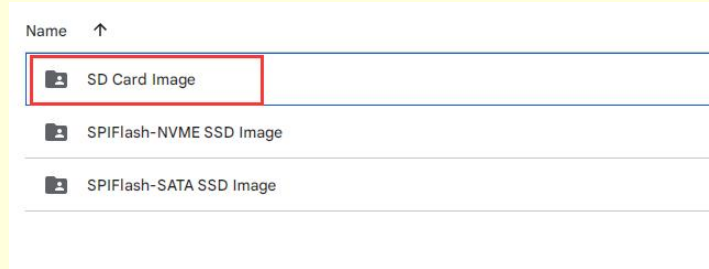 Name ↑
SD Card Image
SPIFlash-NVME SSD Image
SPIFlash-SATA SSD Image